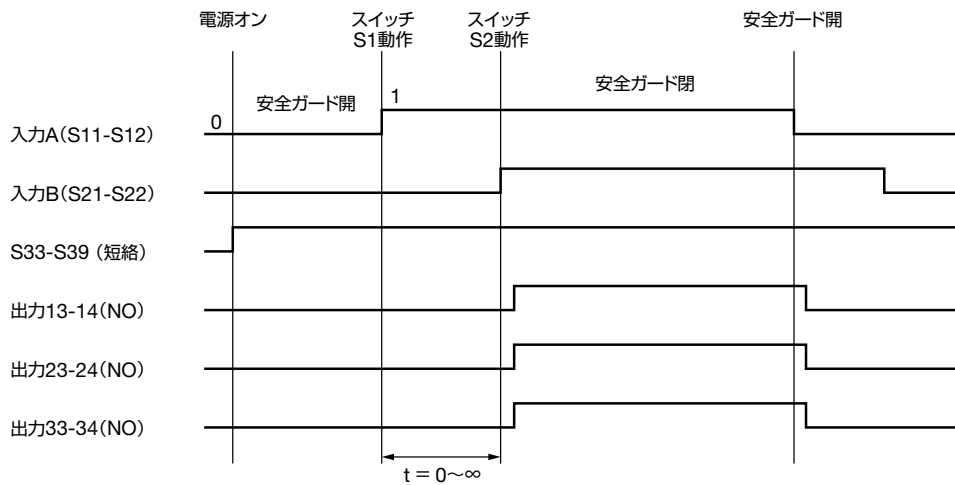 電源オン
スイッチ
S1動作
スイッチ
S2動作
安全ガード開
安全ガード開
1
安全ガード閉
0
入力A(S11-S12)
入力B(S21-S22)
S33-S39 (短絡)
出力13-14(NO)
出力23-24(NO)
出力33-34(NO)
t = 0～∞